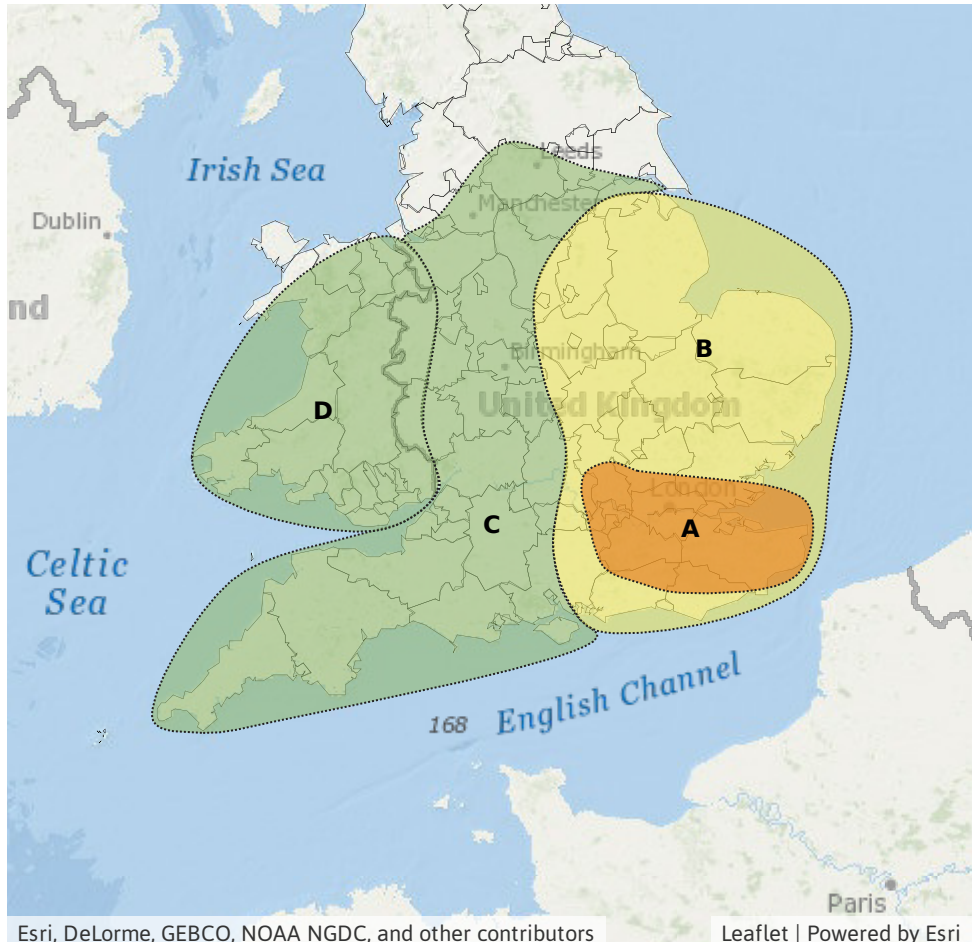 Leeds
Irish Sea
Manchester
Dublin
nd
Birmingham
B
United Kingdom
D
London
C
A
Celtic
Sea
English Channel
168
Paris
Esri, DeLorme, GEBCO, NOAA NGDC, and other contributors
Leaflet | Powered by Esri